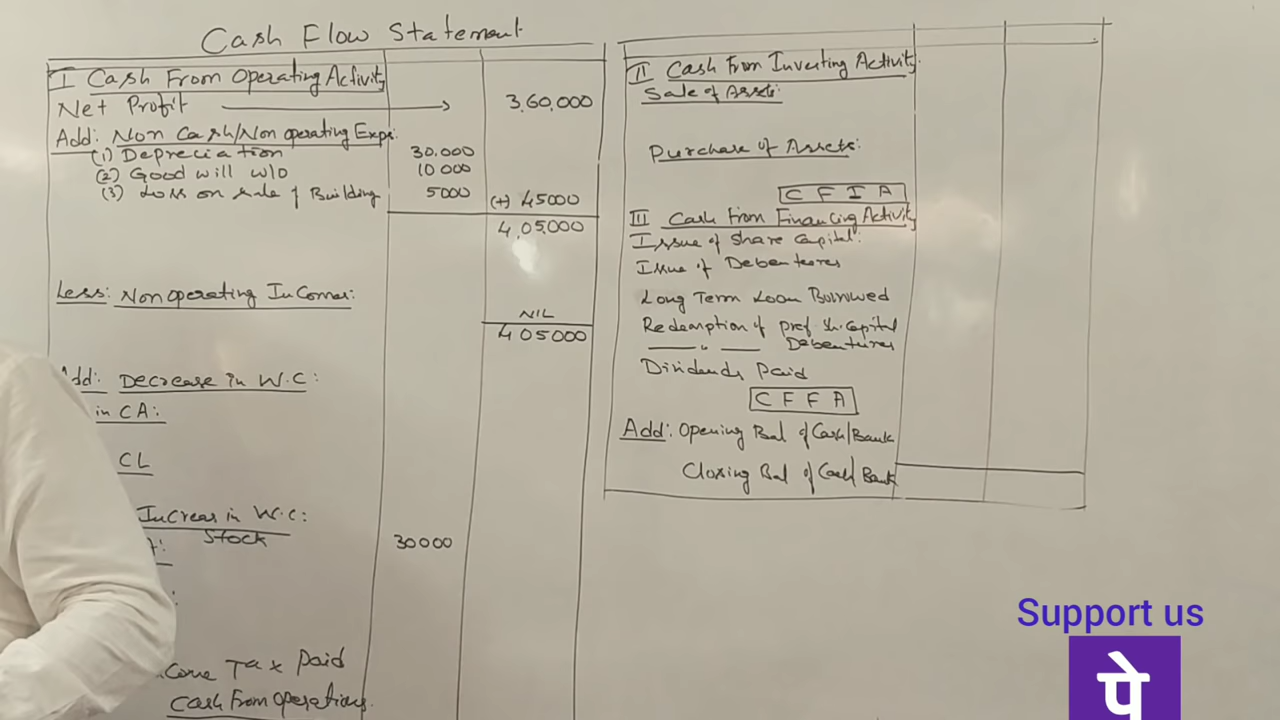 Cash Flow Statement
I Cash From Operating Activity
Net Profit 3,60,000
Add: Non Cash/Non operating Expe:
(1) Depreciation 30,000
(2) Good will w/o 10 000
(3) Loss on sale of Building 5000 (+) 45000
4,05,000
Less: Non operating Incomes:
NIL
405000
Add: Decrease in W.C:
in CA:
CL
Increas in W.C:
Stock 30000
Tax Paid
Cash From Operations
II Cash From Investing Activity
Sale of Assets:
Purchase of Assets:
C F I A
III Cash From Financing Activity
Issue of Share Capital:
Issue of Debentures
Long Term Loan Borrowed
Redemption of Pref Sh. Capital
——— " —— Debentures
Dividends Paid
C F F A
Add: Opening Bal of Cash/Bank
Closing Bal of Cash/Bank
Support us
पे